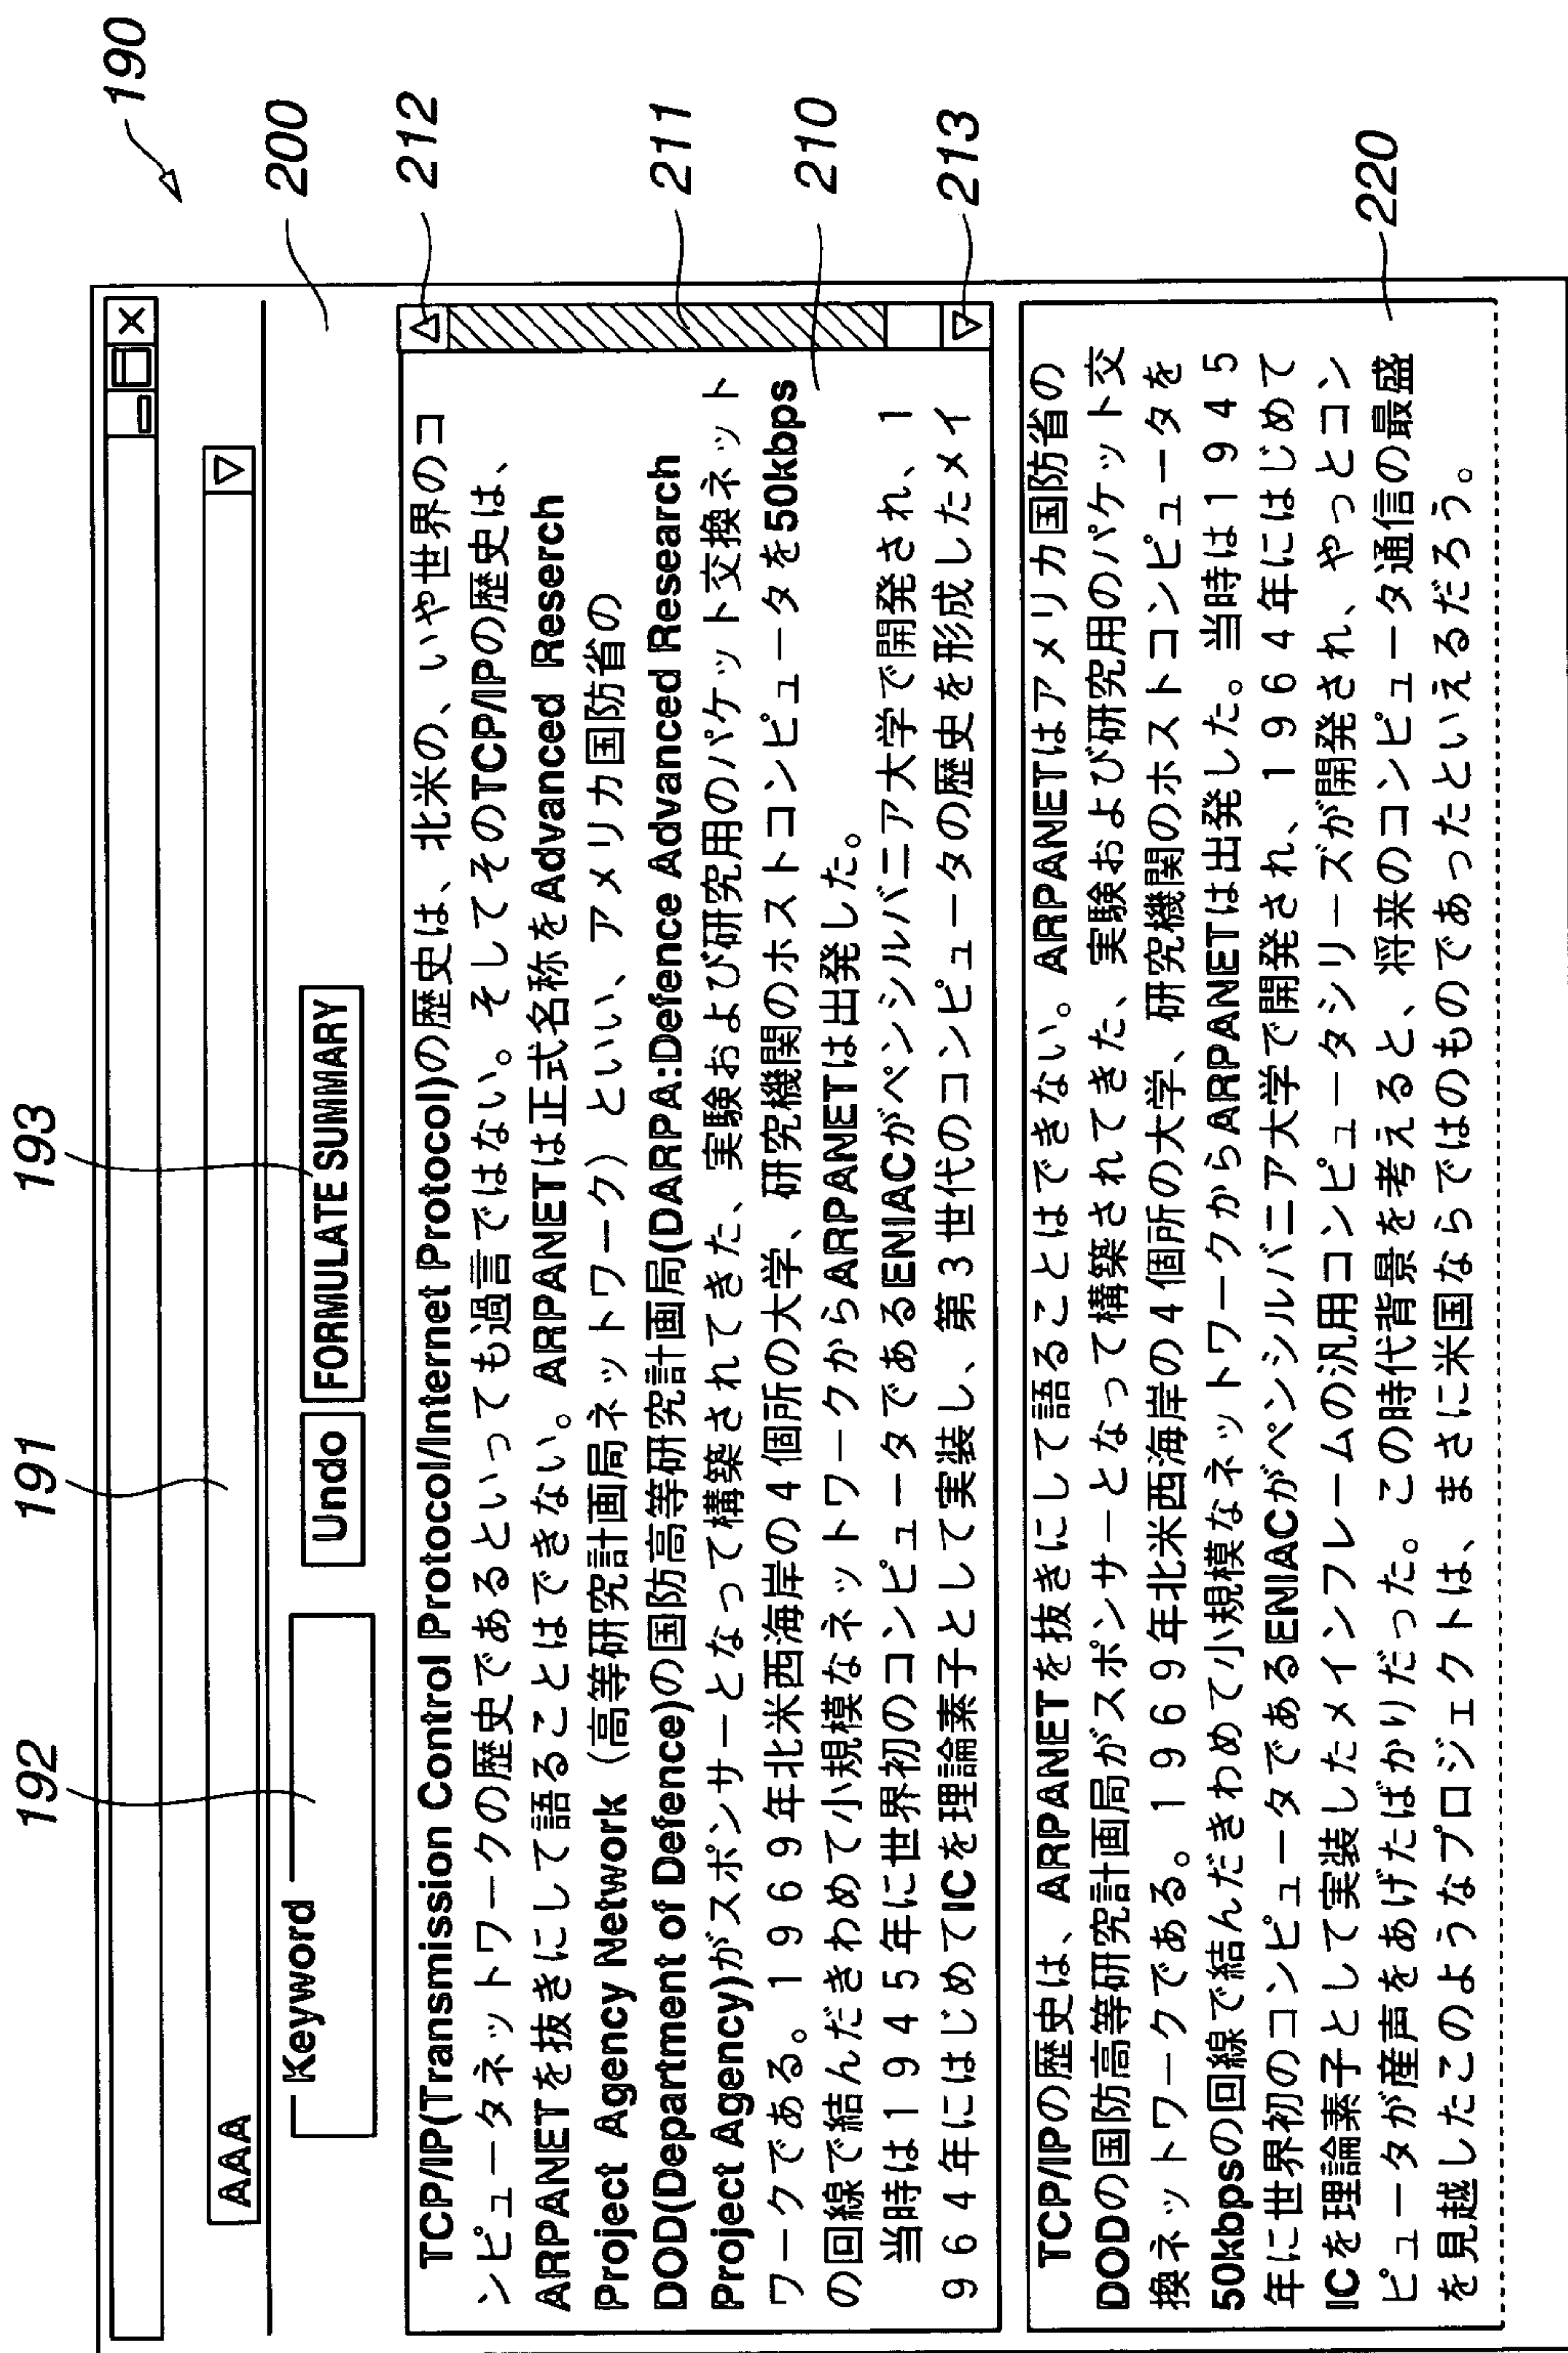 190
193
191
192
200
AAA
Keyword
Undo
FORMULATE SUMMARY
212
211
210
213
TCP/IP(Transmission Control Protocol/Internet Protocol)の歴史は、北米の、いや世界のコ
ンピュータネットワークの歴史であるといっても過言ではない。そしてそのTCP/IPの歴史は、
ARPANETを抜きにして語ることはできない。ARPANETは正式名称をAdvanced Reserch
Project Agency Network（高等研究計画局ネットワーク）といい、アメリカ国防省の
DOD(Department of Defence)の国防高等研究計画局(DARPA:Defence Advanced Research
Project Agency)がスポンサーとなって構築されてきた、実験および研究用のパケット交換ネット
ワークである。１９６９年北米西海岸の４個所の大学、研究機関のホストコンピュータを50kbps
の回線で結んだきわめて小規模なネットワークからARPANETは出発した。
当時は１９４５年に世界初のコンピュータであるENIACがペンシルバニア大学で開発され、１
９６４年にはじめてICを理論素子として実装し、第３世代のコンピュータの歴史を形成したメイ
220
TCP/IPの歴史は、ARPANETを抜きにして語ることはできない。ARPANETはアメリカ国防省の
DODの国防高等研究計画局がスポンサーとなって構築されてきた、実験および研究用のパケット交
換ネットワークである。１９６９年北米西海岸の４個所の大学、研究機関のホストコンピュータを
50kbpsの回線で結んだきわめて小規模なネットワークからARPANETは出発した。当時は１９４５
年に世界初のコンピュータであるENIACがペンシルバニア大学で開発され、１９６４年にはじめて
ICを理論素子として実装したメインフレームの汎用コンピュータシリーズが開発され、やっとコン
ピュータが産声をあげたばかりだった。この時代背景を考えると、将来のコンピュータ通信の最盛
を見越したこのようなプロジェクトは、まさに米国ならではのものであったといえるだろう。